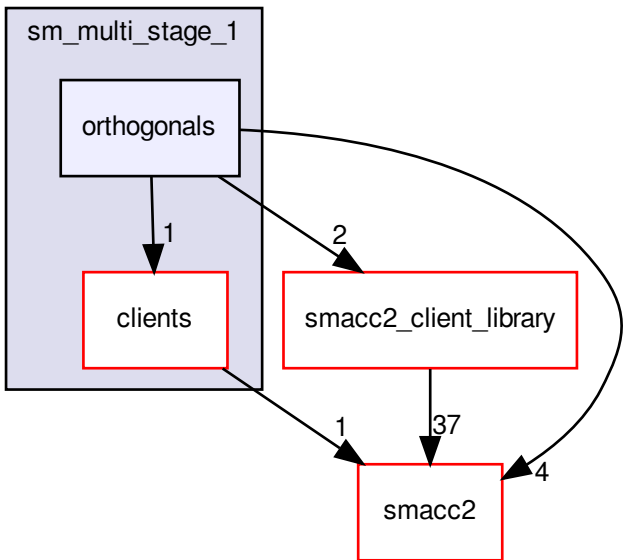 sm_multi_stage_1
orthogonals
1
2
clients
smacc2_client_library
1
37
4
smacc2